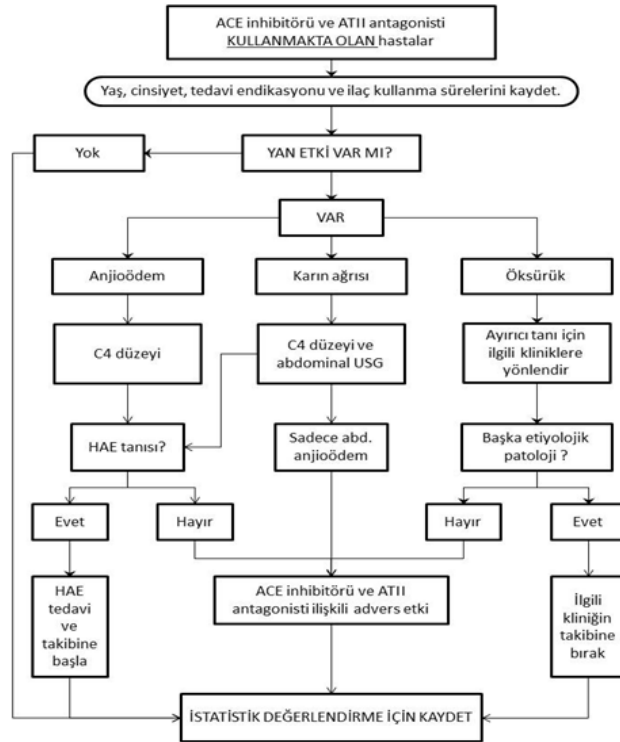 ACE inhibitörü ve ATII antagonisti
KULLANMAKTA OLAN hastalar
Yaş, cinsiyet, tedavi endikasyonu ve ilaç kullanma sürelerini kaydet.
Yok
YAN ETKİ VAR MI?
VAR
Anjioödem
Karın ağrısı
Öksürük
C4 düzeyi
C4 düzeyi ve
abdominal USG
Ayırıcı tanı için
ilgili kliniklere
yönlendir
HAE tanısı?
Sadece abd.
anjioödem
Başka etiyolojik
patoloji ?
Evet
Hayır
Hayır
Evet
HAE
tedavi
ve
takibine
başla
ACE inhibitörü ve ATII
antagonisti ilişkili advers etki
İlgili
kliniğin
takibine
bırak
İSTATİSTİK DEĞERLENDİRME İÇİN KAYDET